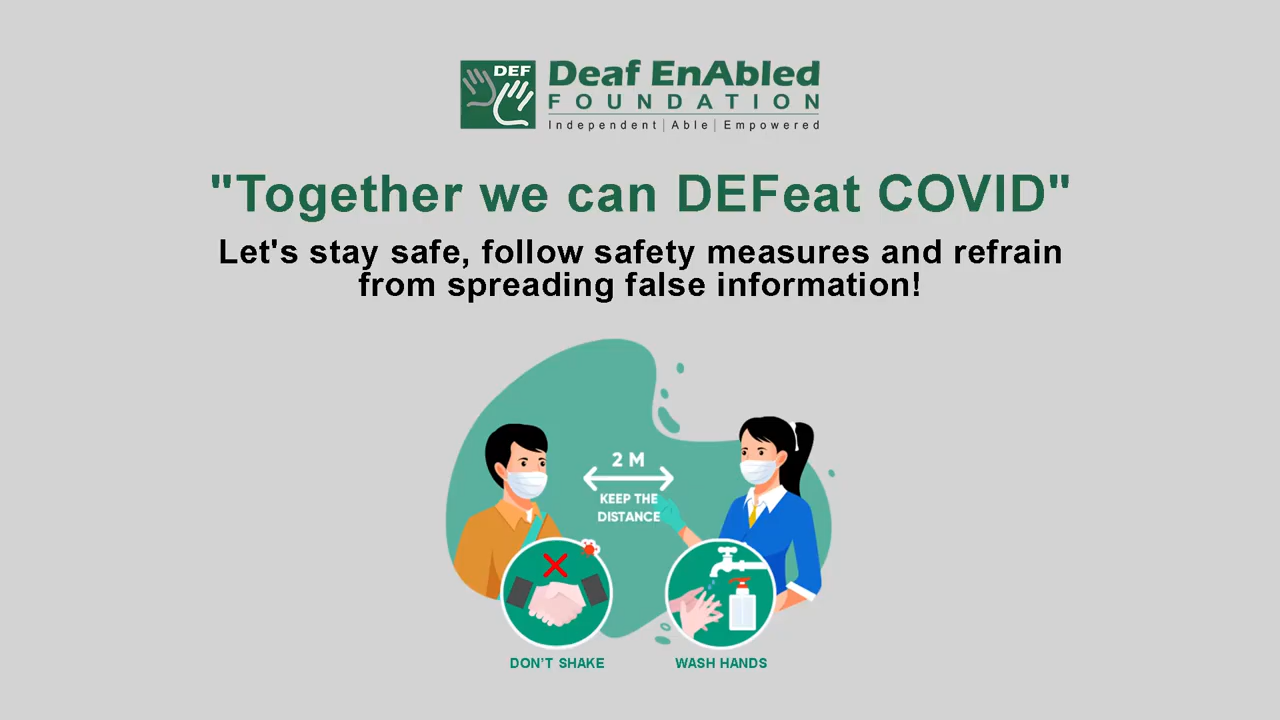 DEF
Deaf EnAbled
FOUNDATION
Independent | Able | Empowered
"Together we can DEFeat COVID"
Let's stay safe, follow safety measures and refrain
from spreading false information!
2 M
KEEP THE
DISTANCE
DON'T SHAKE
WASH HANDS